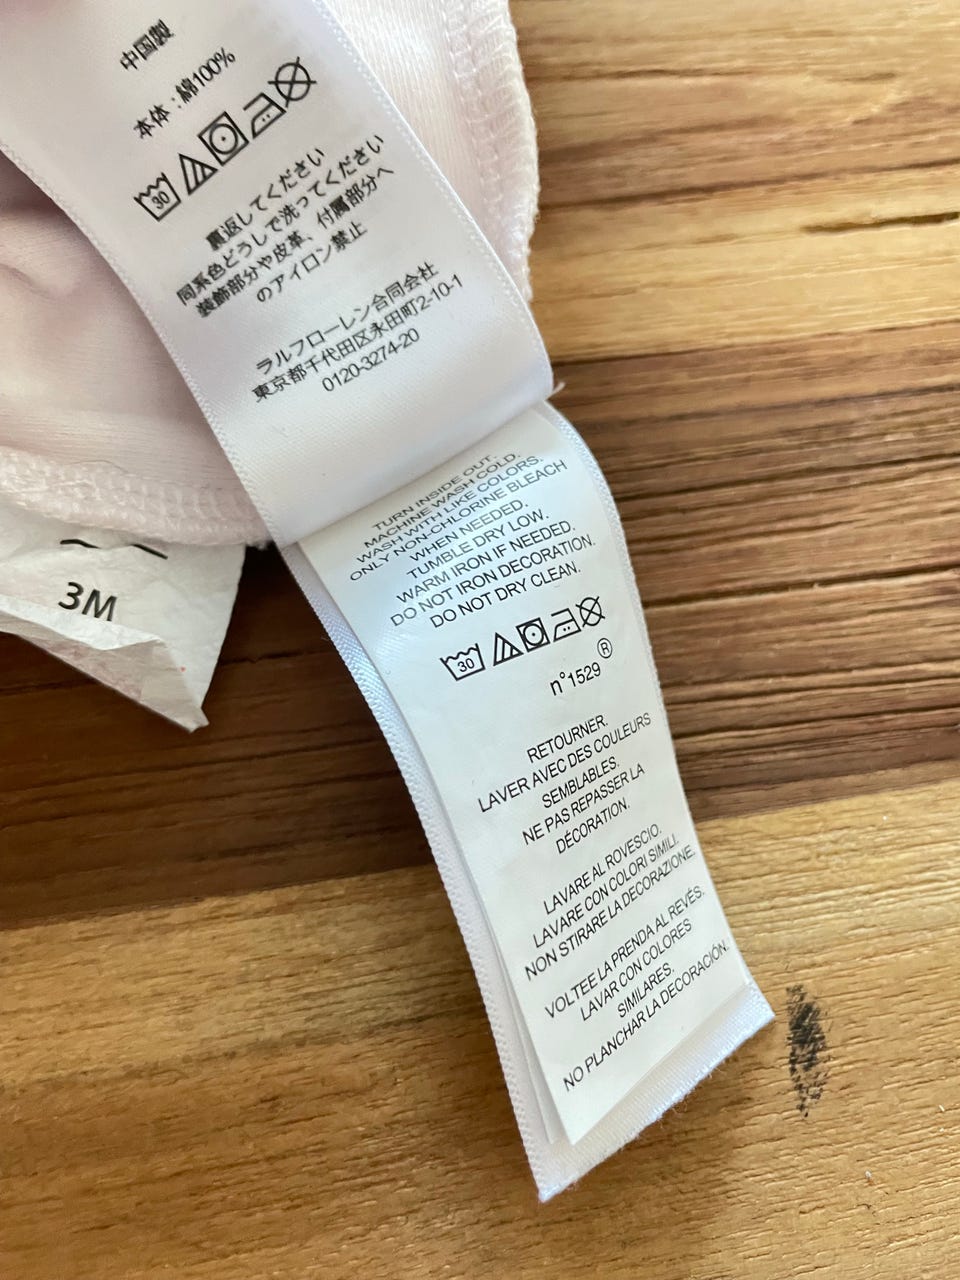 中国製
本体：綿100%
30
裏返してください
同系色どうしで洗ってください
装飾部分や皮革、付属部分へ
のアイロン禁止
ラルフローレン合同会社
東京都千代田区永田町2-10-1
0120-3274-20
3M
TURN INSIDE OUT.
MACHINE WASH COLD.
WASH WITH LIKE COLORS.
ONLY NON-CHLORINE BLEACH
WHEN NEEDED.
TUMBLE DRY LOW.
WARM IRON IF NEEDED.
DO NOT IRON DECORATION.
DO NOT DRY CLEAN.
30
n°1529 ®
RETOURNER.
LAVER AVEC DES COULEURS
SEMBLABLES.
NE PAS REPASSER LA
DÉCORATION.
LAVARE AL ROVESCIO.
LAVARE CON COLORI SIMILI.
NON STIRARE LA DECORAZIONE.
VOLTEE LA PRENDA AL REVÉS.
LAVAR CON COLORES
SIMILARES.
NO PLANCHAR LA DECORACIÓN.